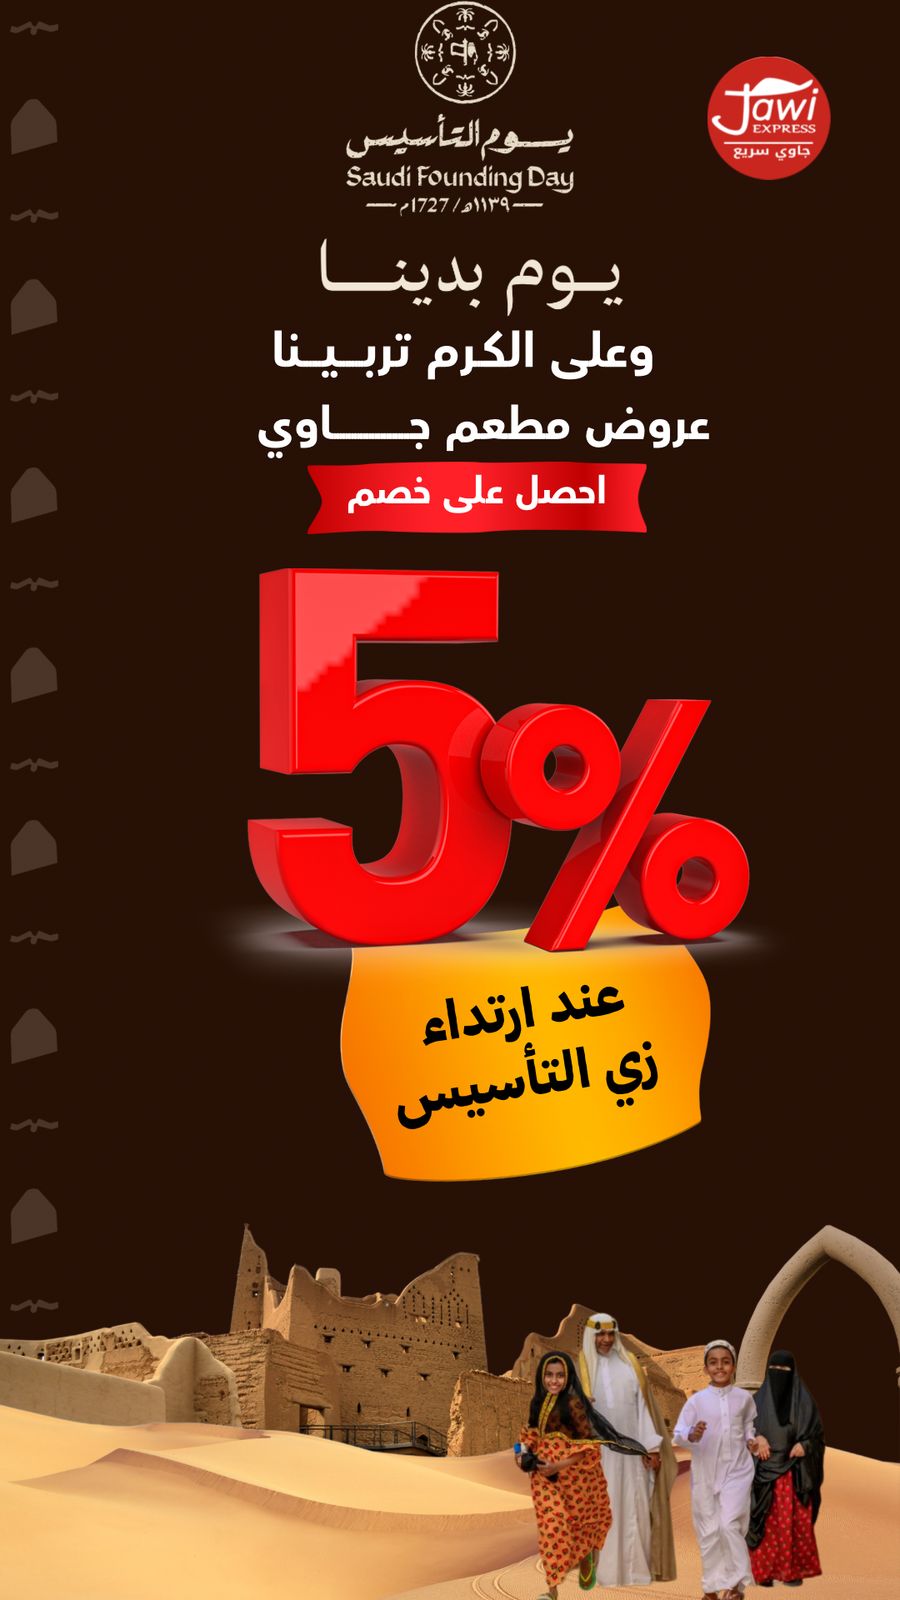 يوم التأسيس
Saudi Founding Day
١١٣٩هـ / 1727م
Jawi
EXPRESS
جاوي سريع
يوم بدينا
وعلى الكرم تربينا
عروض مطعم جاوي
احصل على خصم
5%
عند ارتداء
زي التأسيس